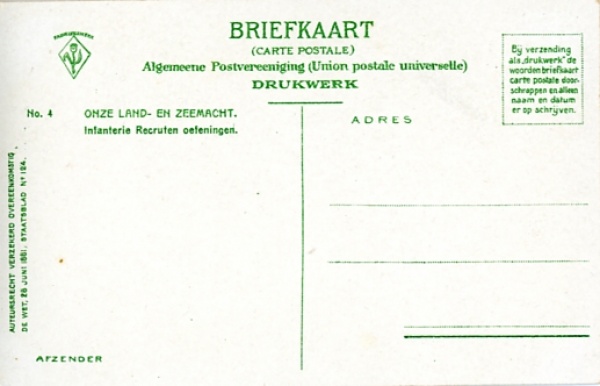 FABRIEKSMERK
BRIEFKAART
(CARTE POSTALE)
Algemeene Postvereeniging (Union postale universelle)
DRUKWERK
Bij verzending
als „drukwerk” de
woorden briefkaart
carte postale door-
schrappen en alleen
naam en datum
er op schrijven.
No. 4 ONZE LAND- EN ZEEMACHT.
Infanterie Recruten oefeningen.
ADRES
AUTEURSRECHT VERZEKERD OVEREENKOMSTIG
DE WET, 28 JUNI 1881, STAATSBLAD No 124.
AFZENDER